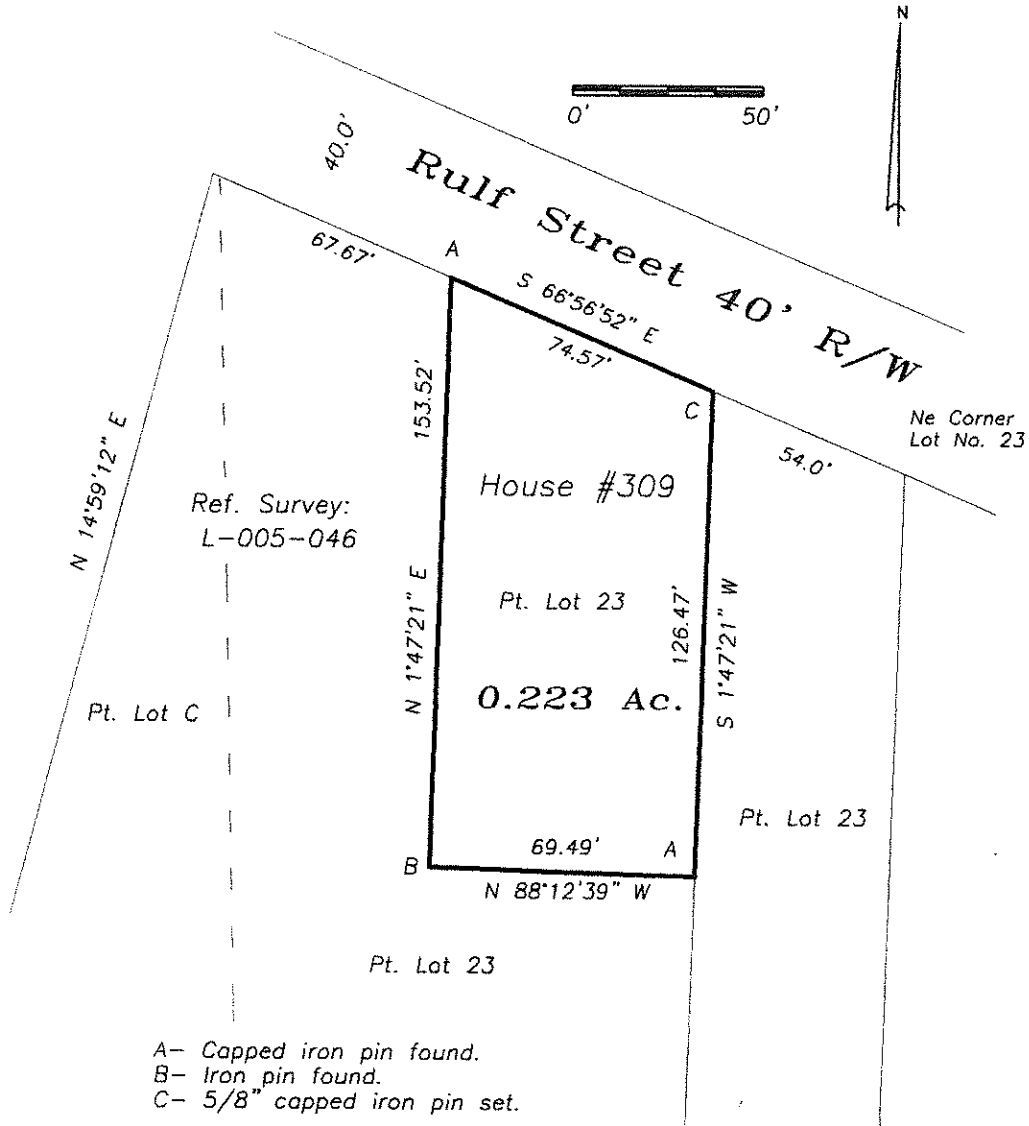 N
0' 50'
40.0'
Rulf Street 40' R/W
67.67'
A
S 66°56'52" E
74.57'
C
Ne Corner
Lot No. 23
54.0'
153.52'
N 14°59'12" E
Ref. Survey:
L-005-046
House #309
Pt. Lot 23
N 1°47'21" E
126.47'
S 1°47'21" W
0.223 Ac.
Pt. Lot C
Pt. Lot 23
69.49'
A
B
N 88°12'39" W
Pt. Lot 23
A- Capped iron pin found.
B- Iron pin found.
C- 5/8" capped iron pin set.